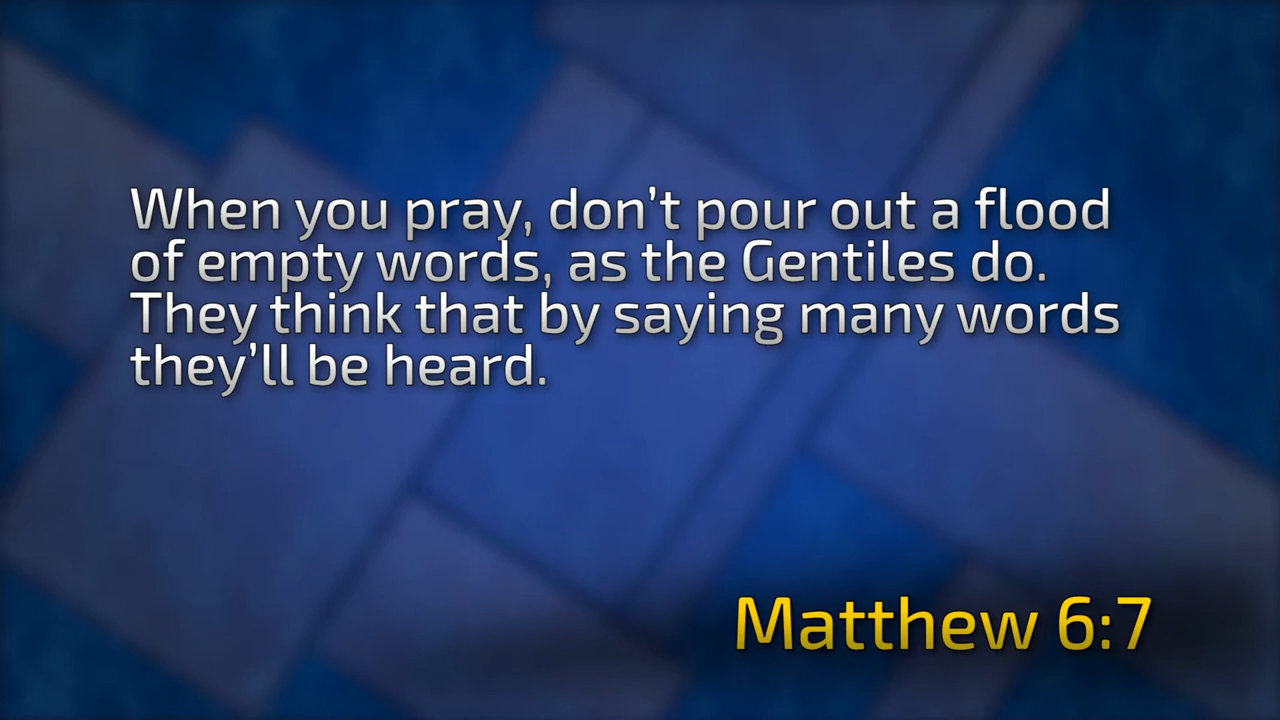 When you pray, don’t pour out a flood
of empty words, as the Gentiles do.
They think that by saying many words
they’ll be heard.
Matthew 6:7